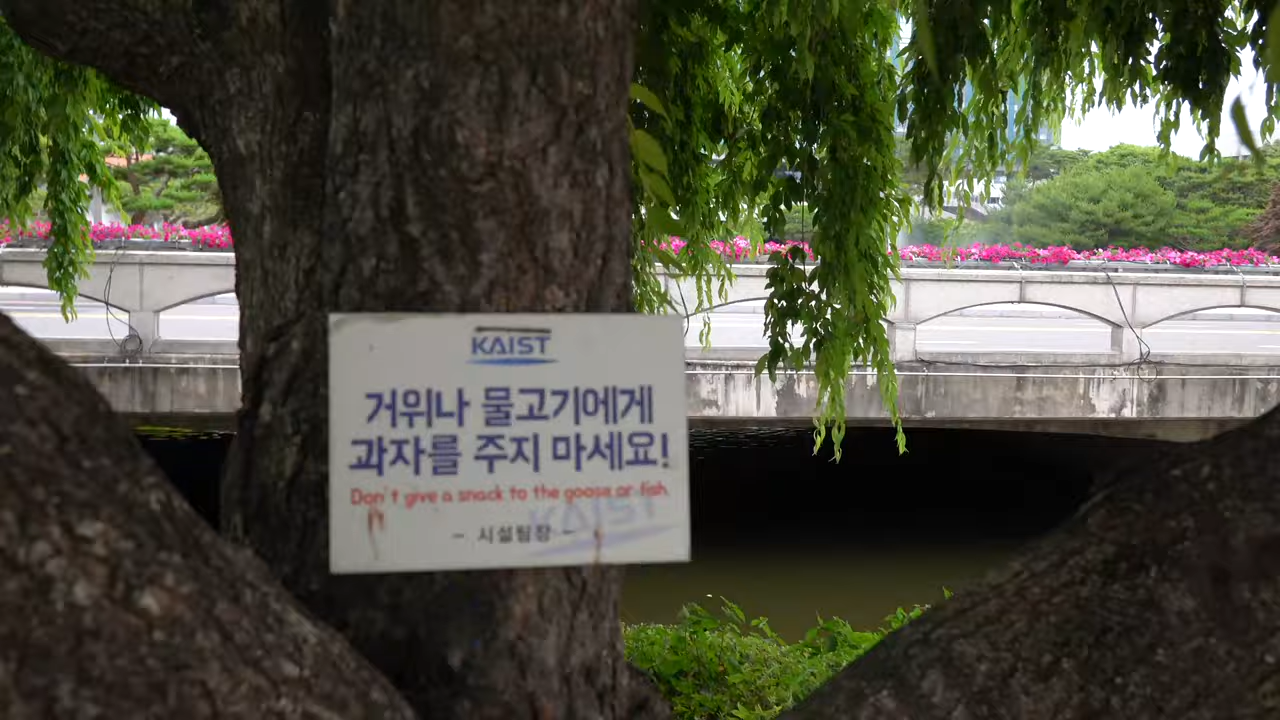 KAIST
거위나 물고기에게
과자를 주지 마세요!
Don't give a snack to the goose or fish.
KAIST
- 시설팀장 -